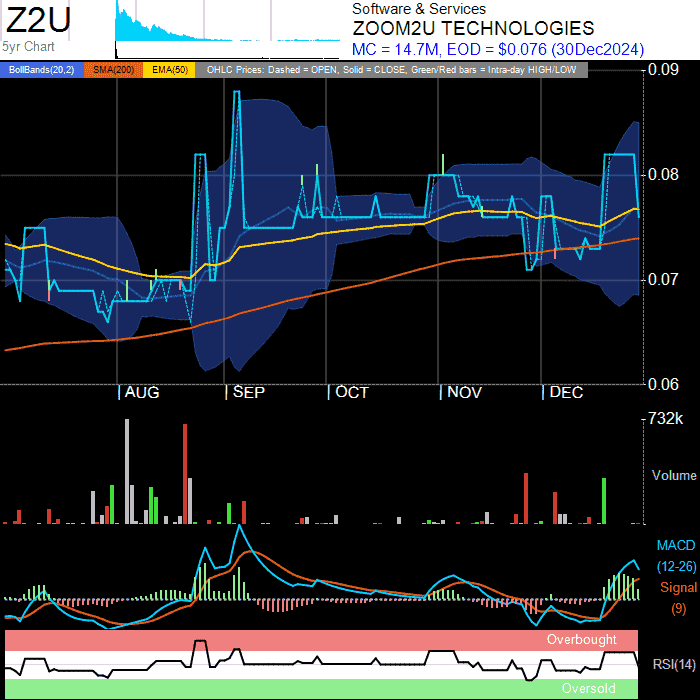 Z2U
5yr Chart
Software & Services
ZOOM2U TECHNOLOGIES
MC = 14.7M, EOD = $0.076 (30Dec2024)
BollBands(20,2) SMA(200) EMA(50) OHLC Prices: Dashed = OPEN, Solid = CLOSE, Green/Red bars = Intra-day HIGH/LOW
0.09
0.08
0.07
0.06
AUG SEP OCT NOV DEC
732k
Volume
MACD
(12-26)
Signal
(9)
Overbought
RSI(14)
Oversold